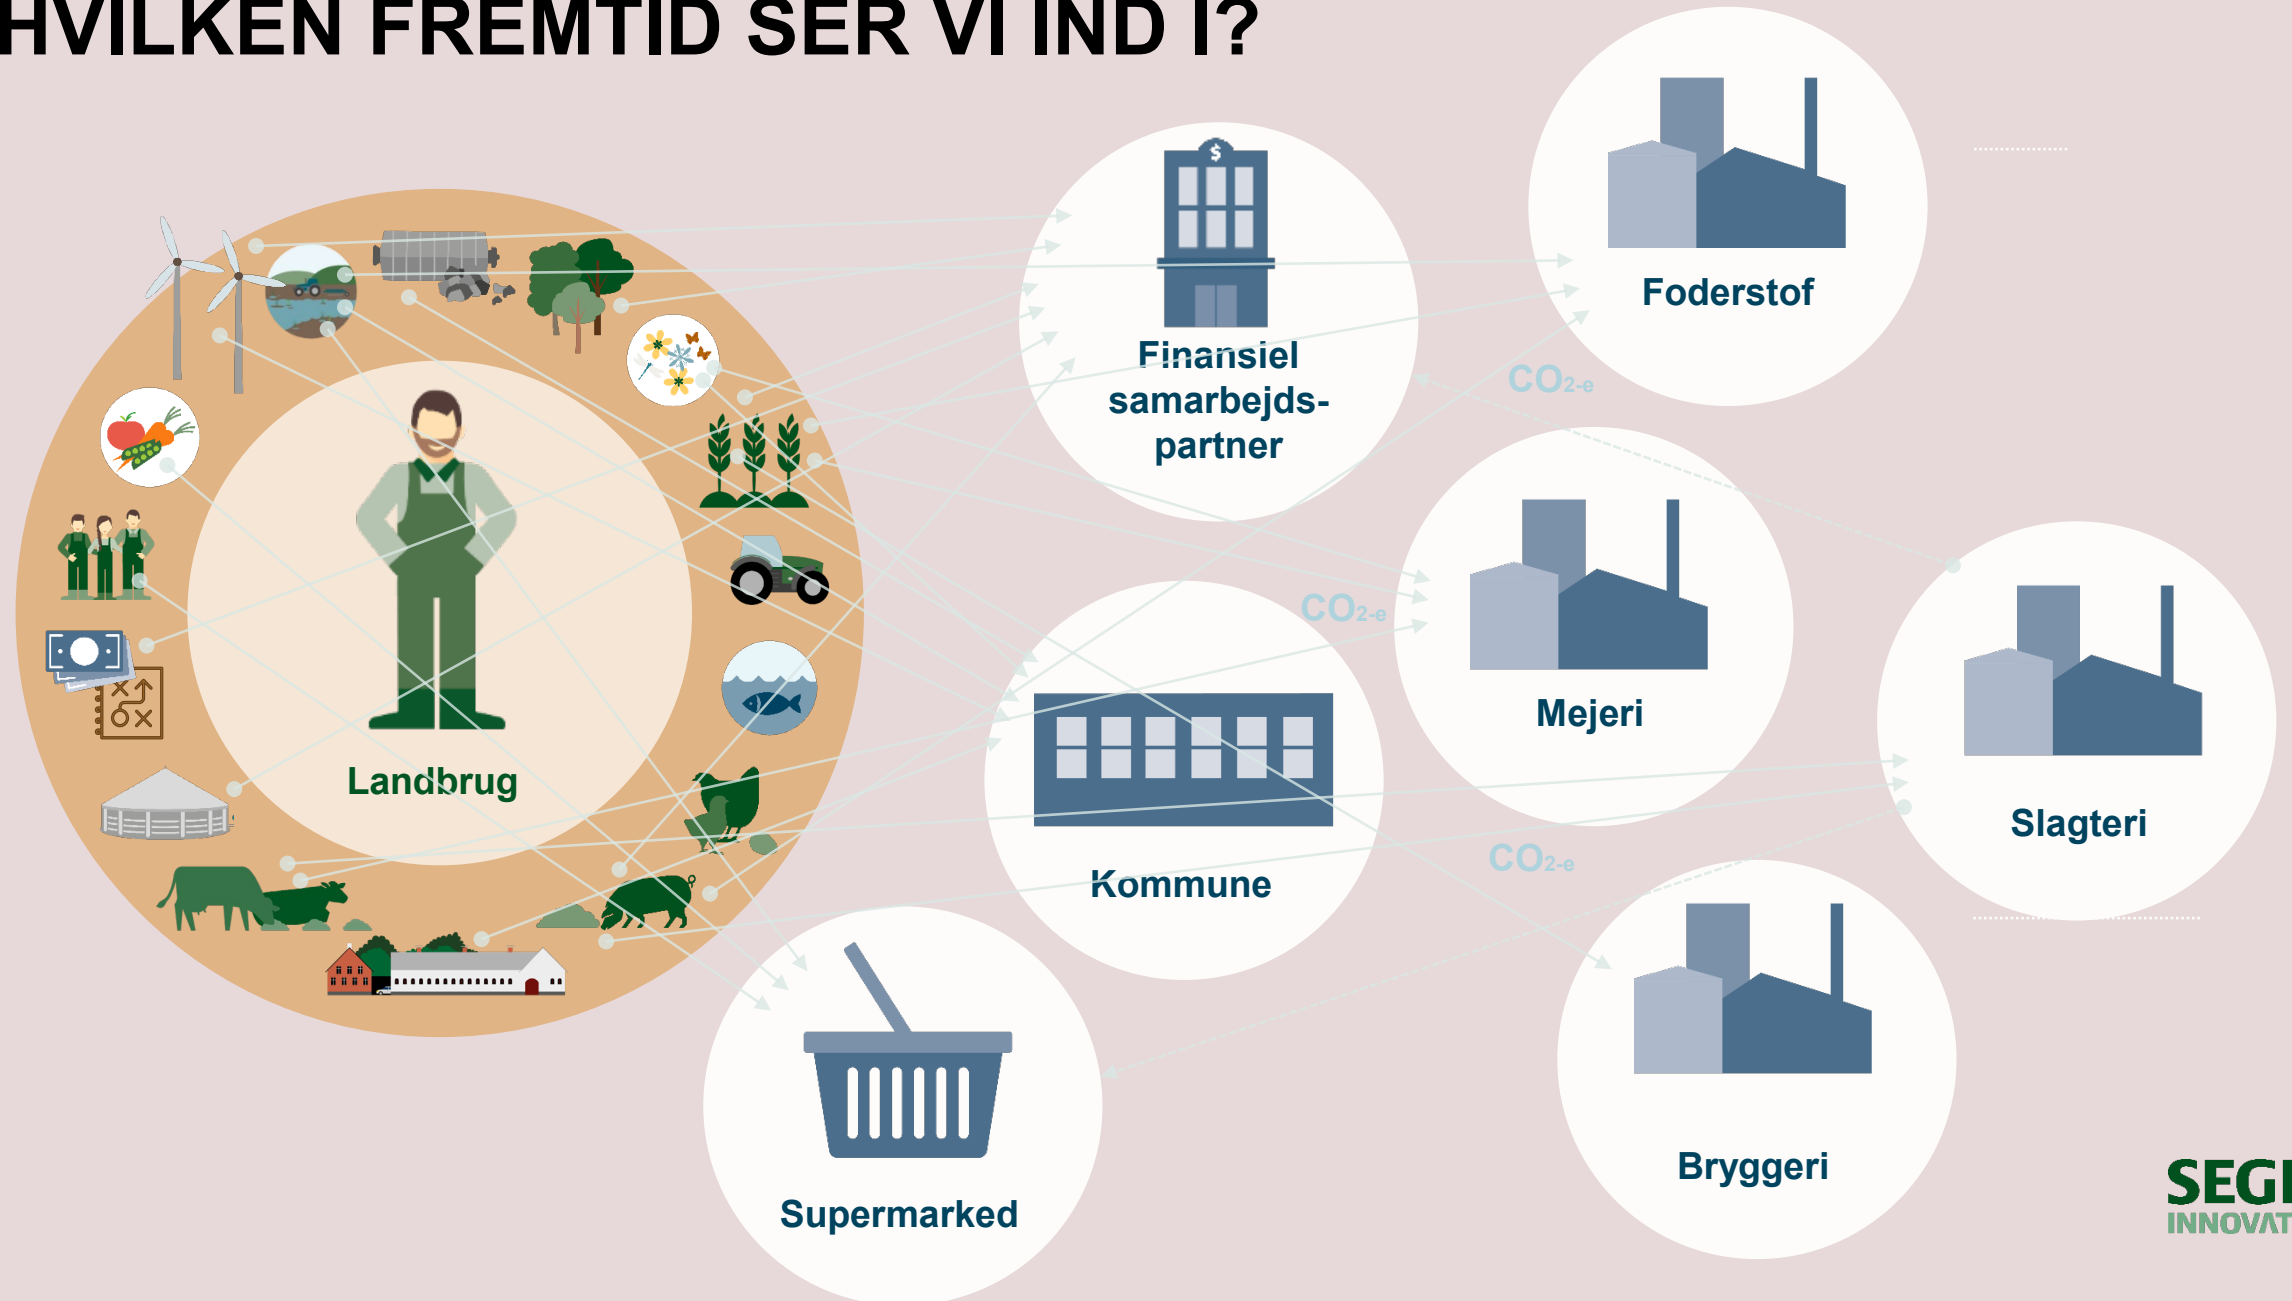 HVILKEN FREMTID SER VI IND I?
$
Foderstof
Finansiel
samarbejds-
partner
CO2-e
Mejeri
CO2-e
Landbrug
Slagteri
Kommune
CO2-e
Bryggeri
Supermarked
SEGE
INNOVAT